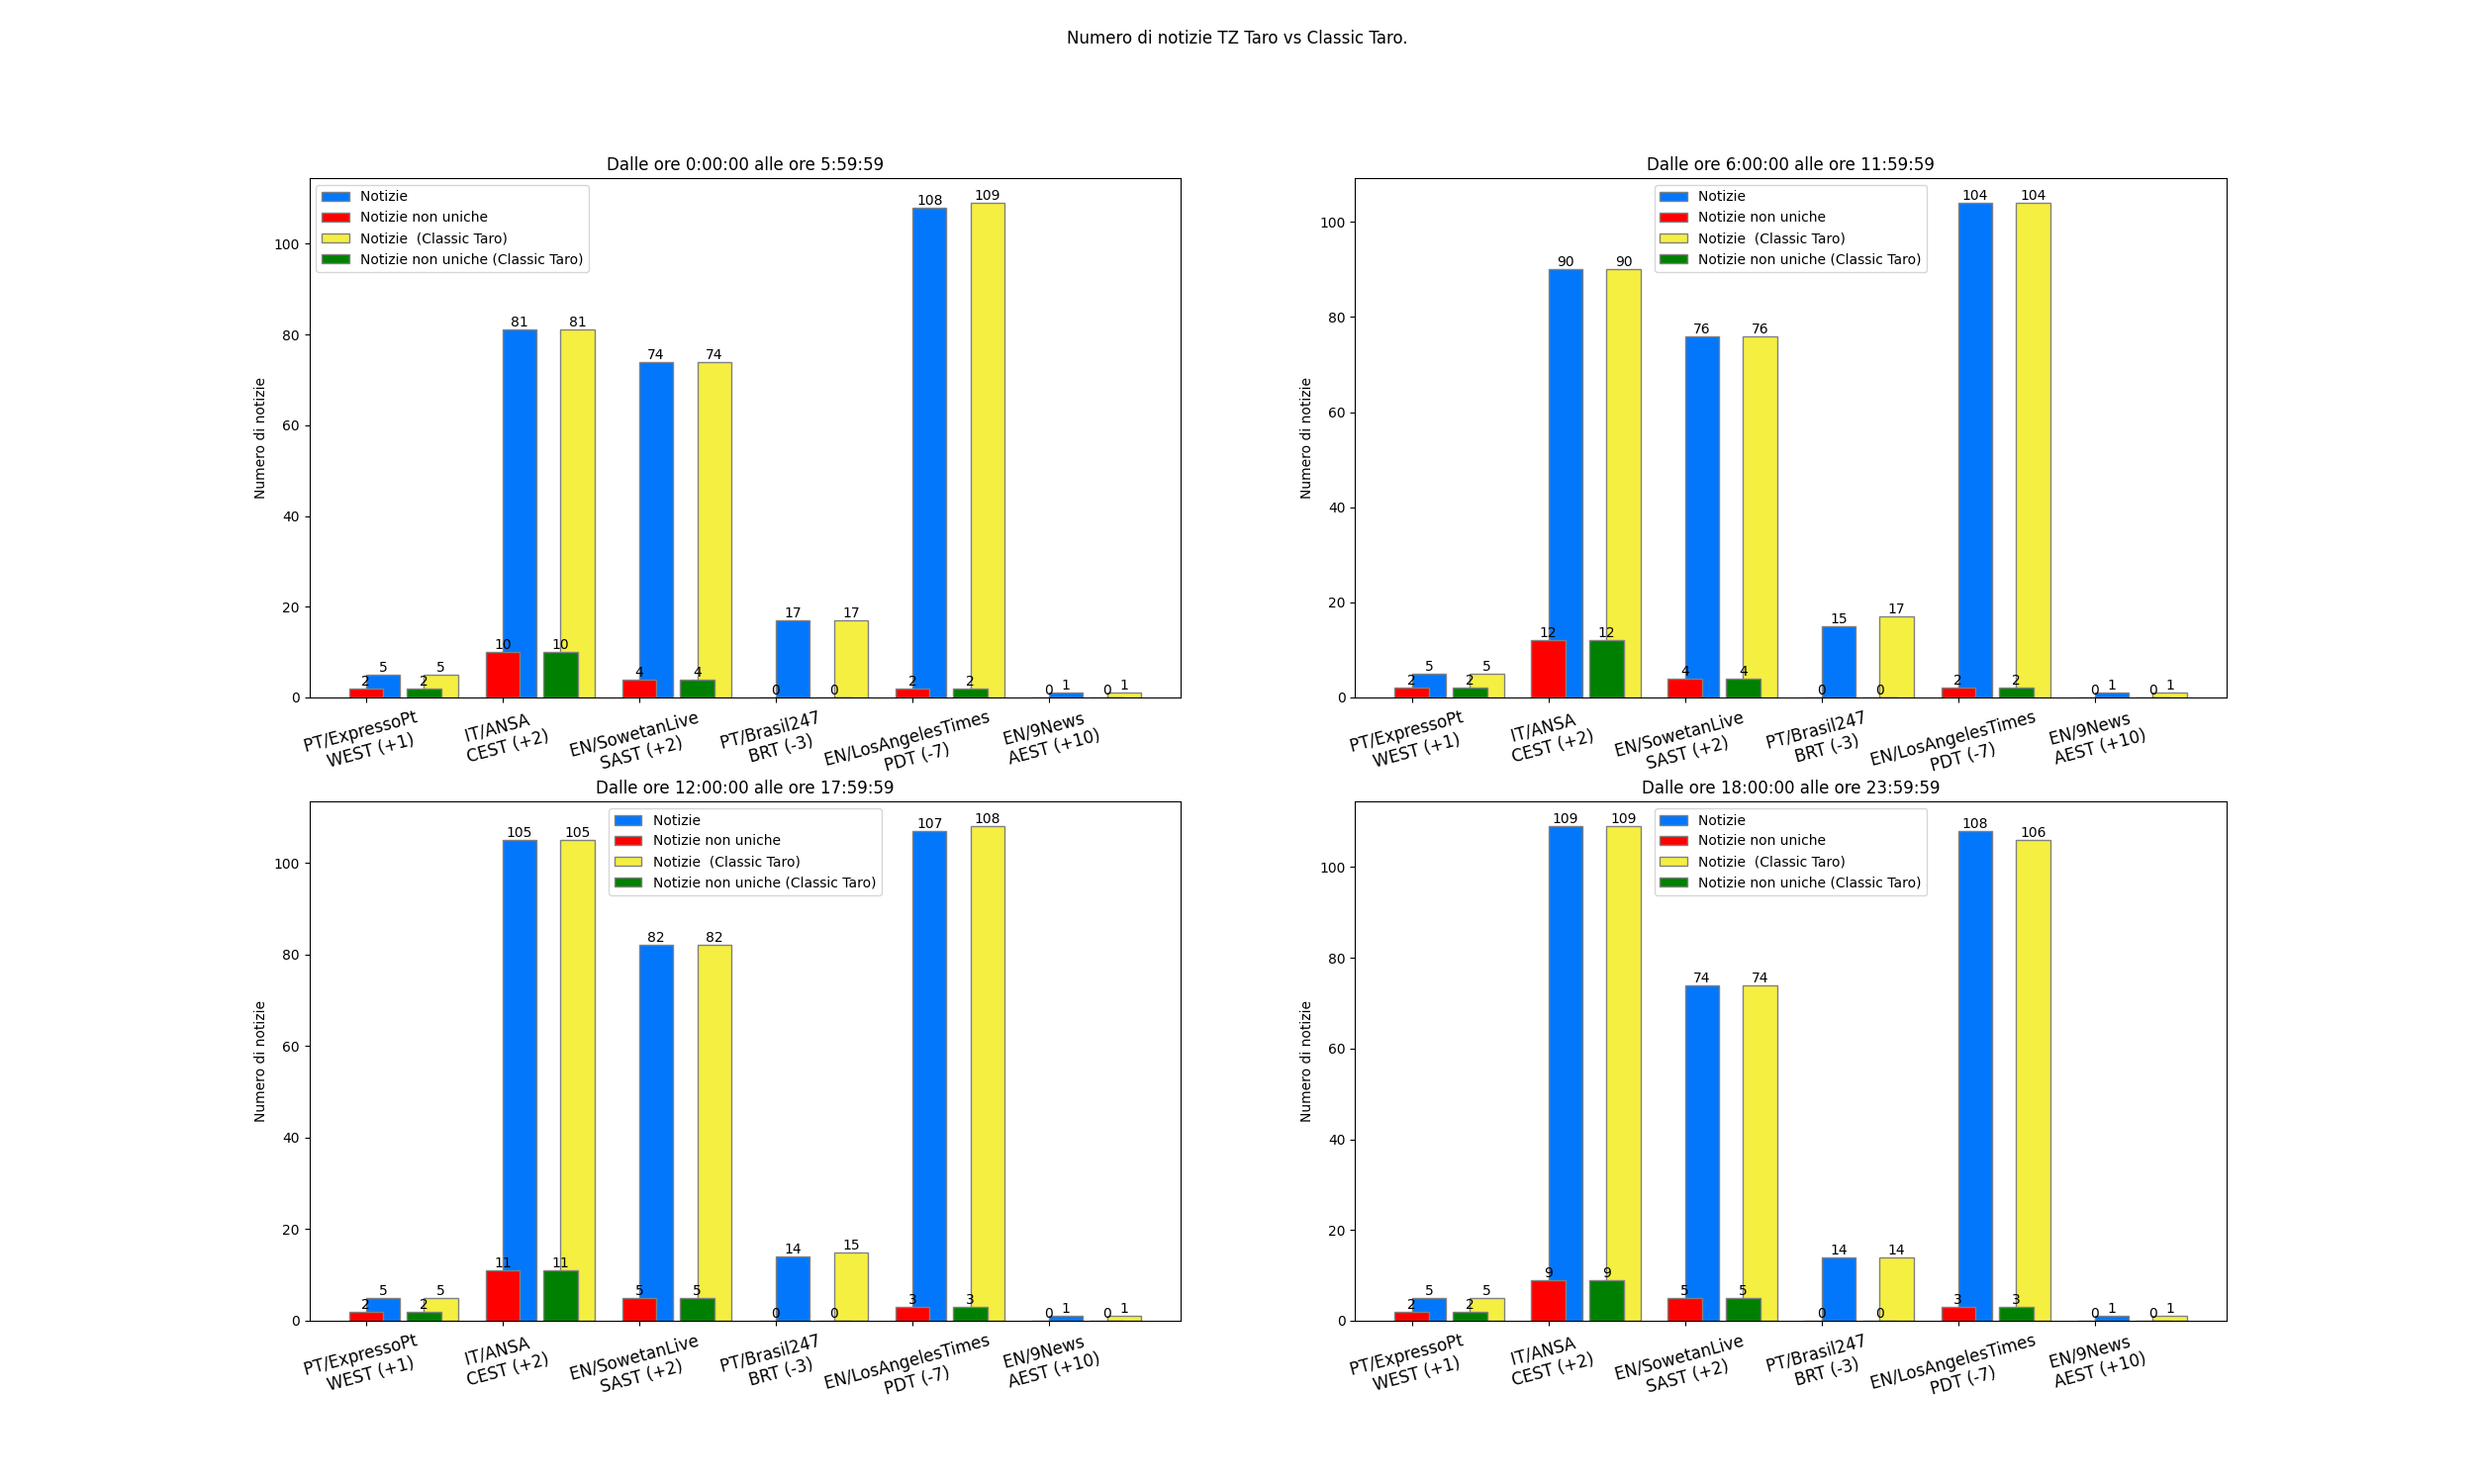 Numero di notizie TZ Taro vs Classic Taro.
Dalle ore 0:00:00 alle ore 5:59:59
Notizie
Notizie non uniche
Notizie (Classic Taro)
Notizie non uniche (Classic Taro)
Numero di notizie
100
80
60
40
20
0
2
5
2
5
10
81
10
81
4
74
4
74
0
17
0
17
2
108
2
109
0
1
0
1
PT/ExpressoPt
WEST (+1)
IT/ANSA
CEST (+2)
EN/SowetanLive
SAST (+2)
PT/Brasil247
BRT (-3)
EN/LosAngelesTimes
PDT (-7)
EN/9News
AEST (+10)
Dalle ore 6:00:00 alle ore 11:59:59
Notizie
Notizie non uniche
Notizie (Classic Taro)
Notizie non uniche (Classic Taro)
Numero di notizie
100
80
60
40
20
0
2
5
2
5
12
90
12
90
4
76
4
76
0
15
0
17
2
104
2
104
0
1
0
1
PT/ExpressoPt
WEST (+1)
IT/ANSA
CEST (+2)
EN/SowetanLive
SAST (+2)
PT/Brasil247
BRT (-3)
EN/LosAngelesTimes
PDT (-7)
EN/9News
AEST (+10)
Dalle ore 12:00:00 alle ore 17:59:59
Notizie
Notizie non uniche
Notizie (Classic Taro)
Notizie non uniche (Classic Taro)
Numero di notizie
100
80
60
40
20
0
2
5
2
5
11
105
11
105
5
82
5
82
0
14
0
15
3
107
3
108
0
1
0
1
PT/ExpressoPt
WEST (+1)
IT/ANSA
CEST (+2)
EN/SowetanLive
SAST (+2)
PT/Brasil247
BRT (-3)
EN/LosAngelesTimes
PDT (-7)
EN/9News
AEST (+10)
Dalle ore 18:00:00 alle ore 23:59:59
Notizie
Notizie non uniche
Notizie (Classic Taro)
Notizie non uniche (Classic Taro)
Numero di notizie
100
80
60
40
20
0
2
5
2
5
9
109
9
109
5
74
5
74
0
14
0
14
3
108
3
106
0
1
0
1
PT/ExpressoPt
WEST (+1)
IT/ANSA
CEST (+2)
EN/SowetanLive
SAST (+2)
PT/Brasil247
BRT (-3)
EN/LosAngelesTimes
PDT (-7)
EN/9News
AEST (+10)